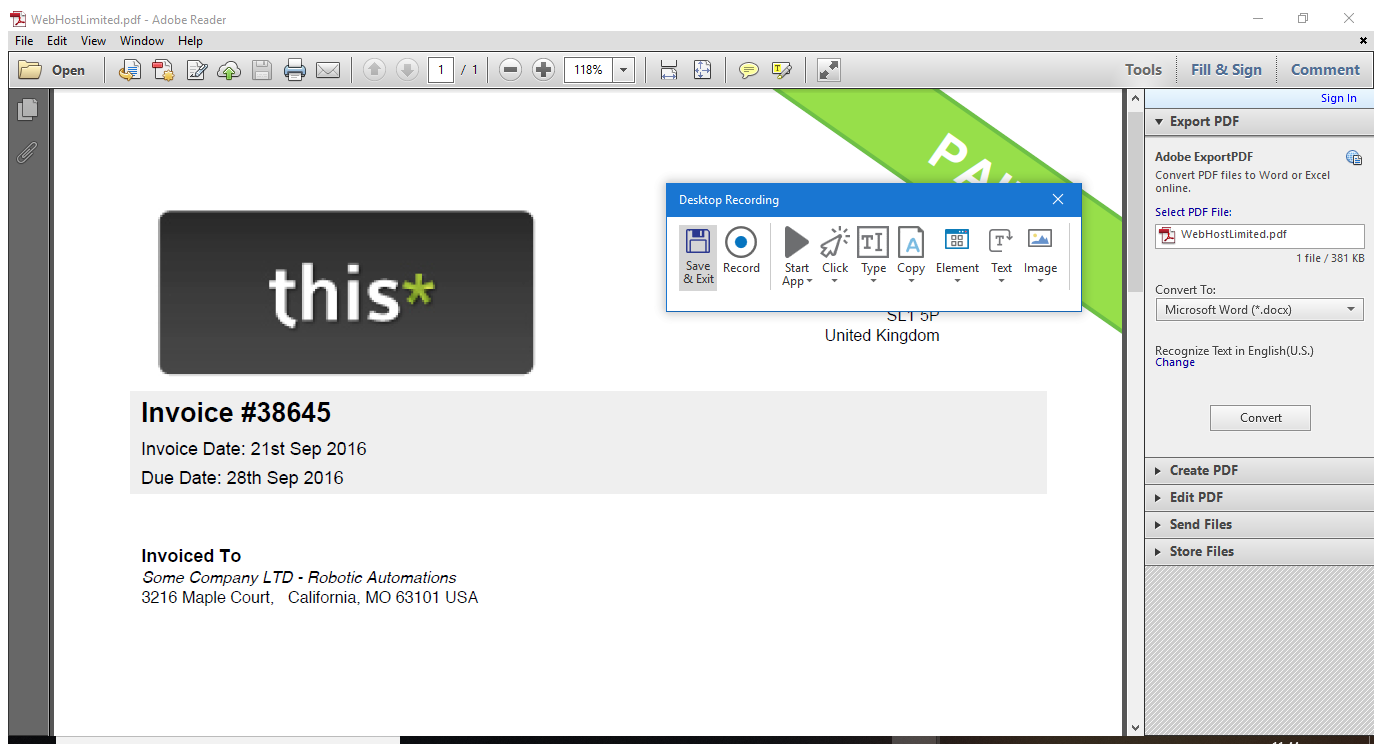 WebHostLimited.pdf - Adobe Reader
File Edit View Window Help
Open 1 / 1 118% Tools Fill & Sign Comment
Sign In
Export PDF
Adobe ExportPDF
Convert PDF files to Word or Excel
online.
Select PDF File:
WebHostLimited.pdf
1 file / 381 KB
Convert To:
Microsoft Word (*.docx)
Recognize Text in English(U.S.)
Change
Convert
Create PDF
Edit PDF
Send Files
Store Files
Desktop Recording
Save
& Exit
Record
Start
App
Click
Type
Copy
Element
Text
Image
this*
SL1 5P
United Kingdom
Invoice #38645
Invoice Date: 21st Sep 2016
Due Date: 28th Sep 2016
Invoiced To
Some Company LTD - Robotic Automations
3216 Maple Court, California, MO 63101 USA